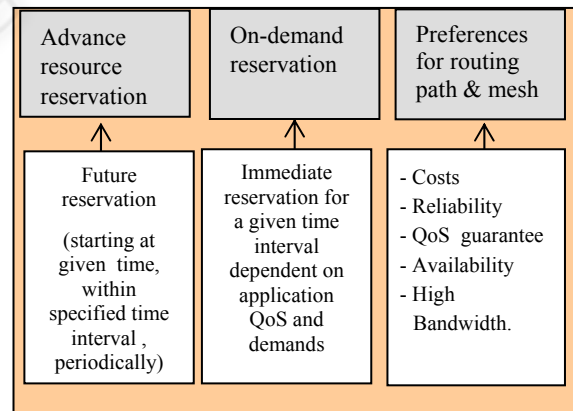 Advance
resource
reservation
On-demand
reservation
Preferences
for routing
path & mesh
Future
reservation
(starting at
given time,
within
specified time
interval ,
periodically)
Immediate
reservation for
a given time
interval
dependent on
application
QoS and
demands
- Costs
- Reliability
- QoS guarantee
- Availability
- High
Bandwidth.